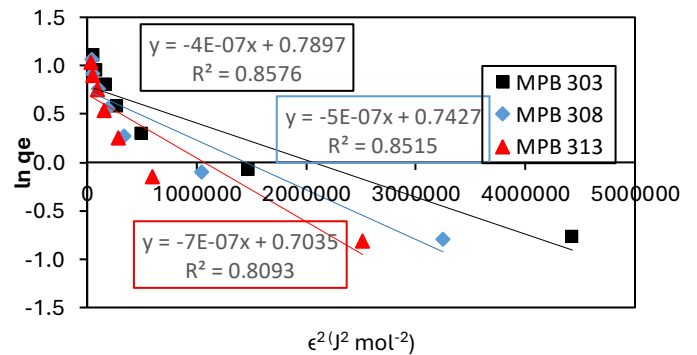 1.5
1.0
0.5
0.0
-0.5
-1.0
-1.5
ln qe
y = -4E-07x + 0.7897
R² = 0.8576
y = -5E-07x + 0.7427
R² = 0.8515
y = -7E-07x + 0.7035
R² = 0.8093
MPB 303
MPB 308
MPB 313
0 1000000 2000000 3000000 4000000 5000000
ϵ² (J² mol⁻²)